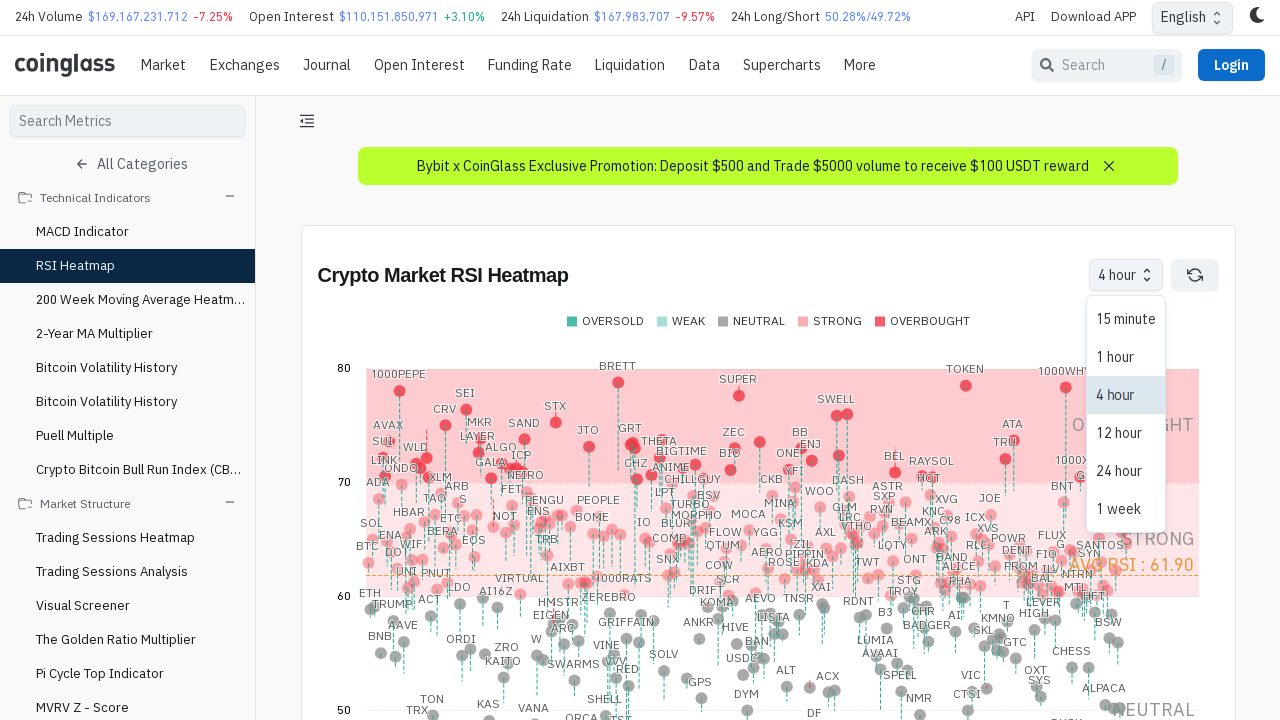 24h Volume $169,167,231,712 -7.25% Open Interest $110,151,850,971 +3.10% 24h Liquidation $167,983,707 -9.57% 24h Long/Short 50.28%/49.72% API Download APP English
coinglass Market Exchanges Journal Open Interest Funding Rate Liquidation Data Supercharts More Search / Login
Search Metrics
All Categories
Technical Indicators
MACD Indicator
RSI Heatmap
200 Week Moving Average Heatm...
2-Year MA Multiplier
Bitcoin Volatility History
Bitcoin Volatility History
Puell Multiple
Crypto Bitcoin Bull Run Index (CB...
Market Structure
Trading Sessions Heatmap
Trading Sessions Analysis
Visual Screener
The Golden Ratio Multiplier
Pi Cycle Top Indicator
MVRV Z - Score
Bybit x CoinGlass Exclusive Promotion: Deposit $500 and Trade $5000 volume to receive $100 USDT reward
Crypto Market RSI Heatmap
4 hour
15 minute
1 hour
4 hour
12 hour
24 hour
1 week
OVERSOLD WEAK NEUTRAL STRONG OVERBOUGHT
80
BRETT TOKEN
1000PEPE SUPER
SEI SWELL
CRV STX
AVAX MKR SAND JTO GRT ZEC BB ATA
SUI WLD LAYER ALGO THETA BIO ONE ENJ TRU
LINK ONDO GALA ICP CHZ BIGTIME BEL RAYSOL
70
ADA XLM ARB NEIRO ANIME CHILLGUY CKB YFI DASH HOT BNT
TAO S FET PENGU PEOPLE LPT BSV MINA WOO ASTR SXP XVG JOE
SOL HBAR ETC NOT ENS BOME IO TURBO MORPHO MOCA KSM GLM RVN KNC ICX
BTC ENA BERA EOS TRB BLUR FLOW YGG AXL LRC VTHO BEAMX C98 ARK XVS FLUX
DOT WIF COMP QTUM AERO ZIL PIPPIN LQTY RLC POWR G SANTOS
UNI PNUT AIXBT SNX COW ROSE KDA TWT ONT BAND DENT FIO SYN
STRONG
AVG RSI : 61.90
60
ETH LDO VIRTUAL 1000RATS SCR XAI STG ALICE PROM ILV NTRN
TRUMP ACT AI16Z ZEREBRO DRIFT AEVO TNSR TROY PHA BAL MTL
AAVE HMSTR KOMA RDNT LEVER HFT
BNB EIGEN GRIFFAIN ANKR LISTA B3 CHR AI T HIGH BSW
ORDI ARC HIVE BADGER KMNO
ZRO W VINE BAN LUMIA SKL GTC CHESS
KAITO SWARMS VVV SOLV USDC AVAAI OXT
RED GPS ALT SPELL VIC SYS
TON KAS SHELL DYM ACX NMR CTSI ALPACA
TRX VANA ORCA DF
50
NEUTRAL